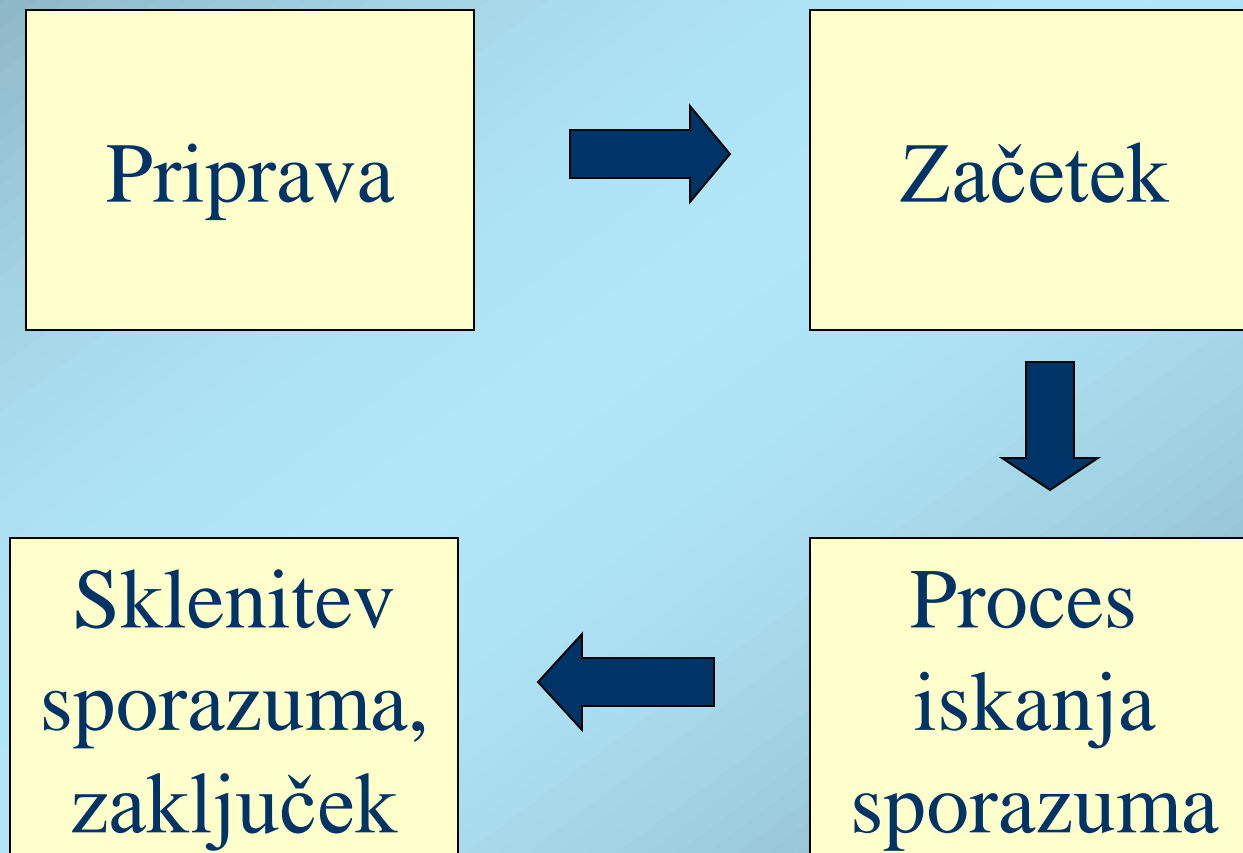 Priprava
Začetek
Proces
iskanja
sporazuma
Sklenitev
sporazuma,
zaključek